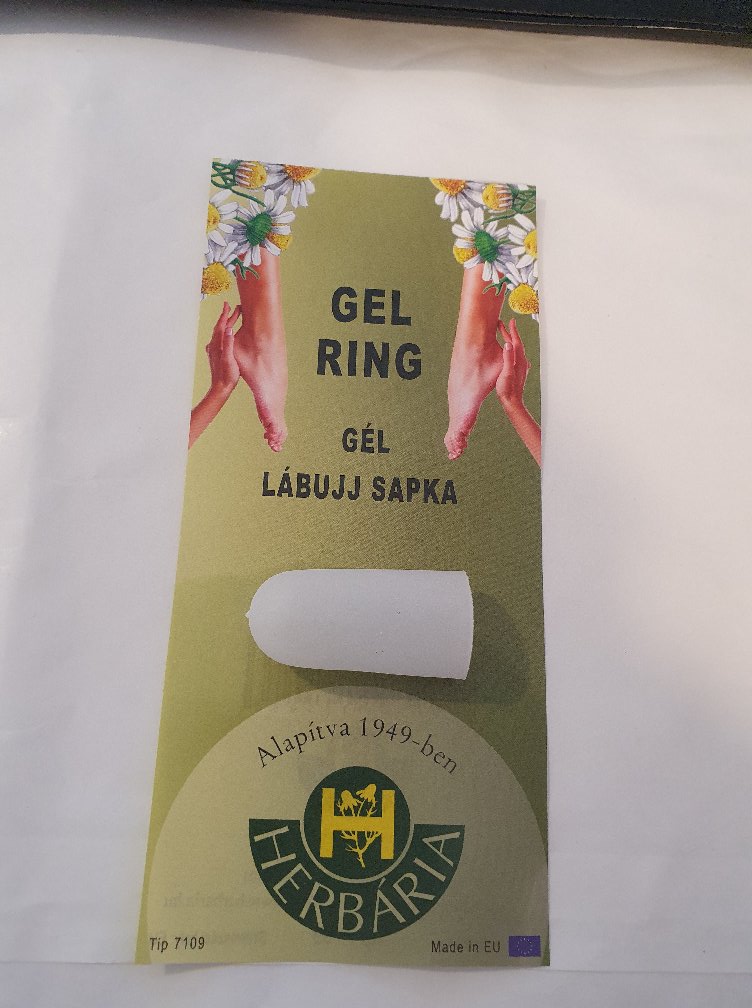 GEL
RING
GÉL
LÁBUJJ SAPKA
Alapítva 1949-ben
H
HERBÁRIA
Tip 7109
Made in EU